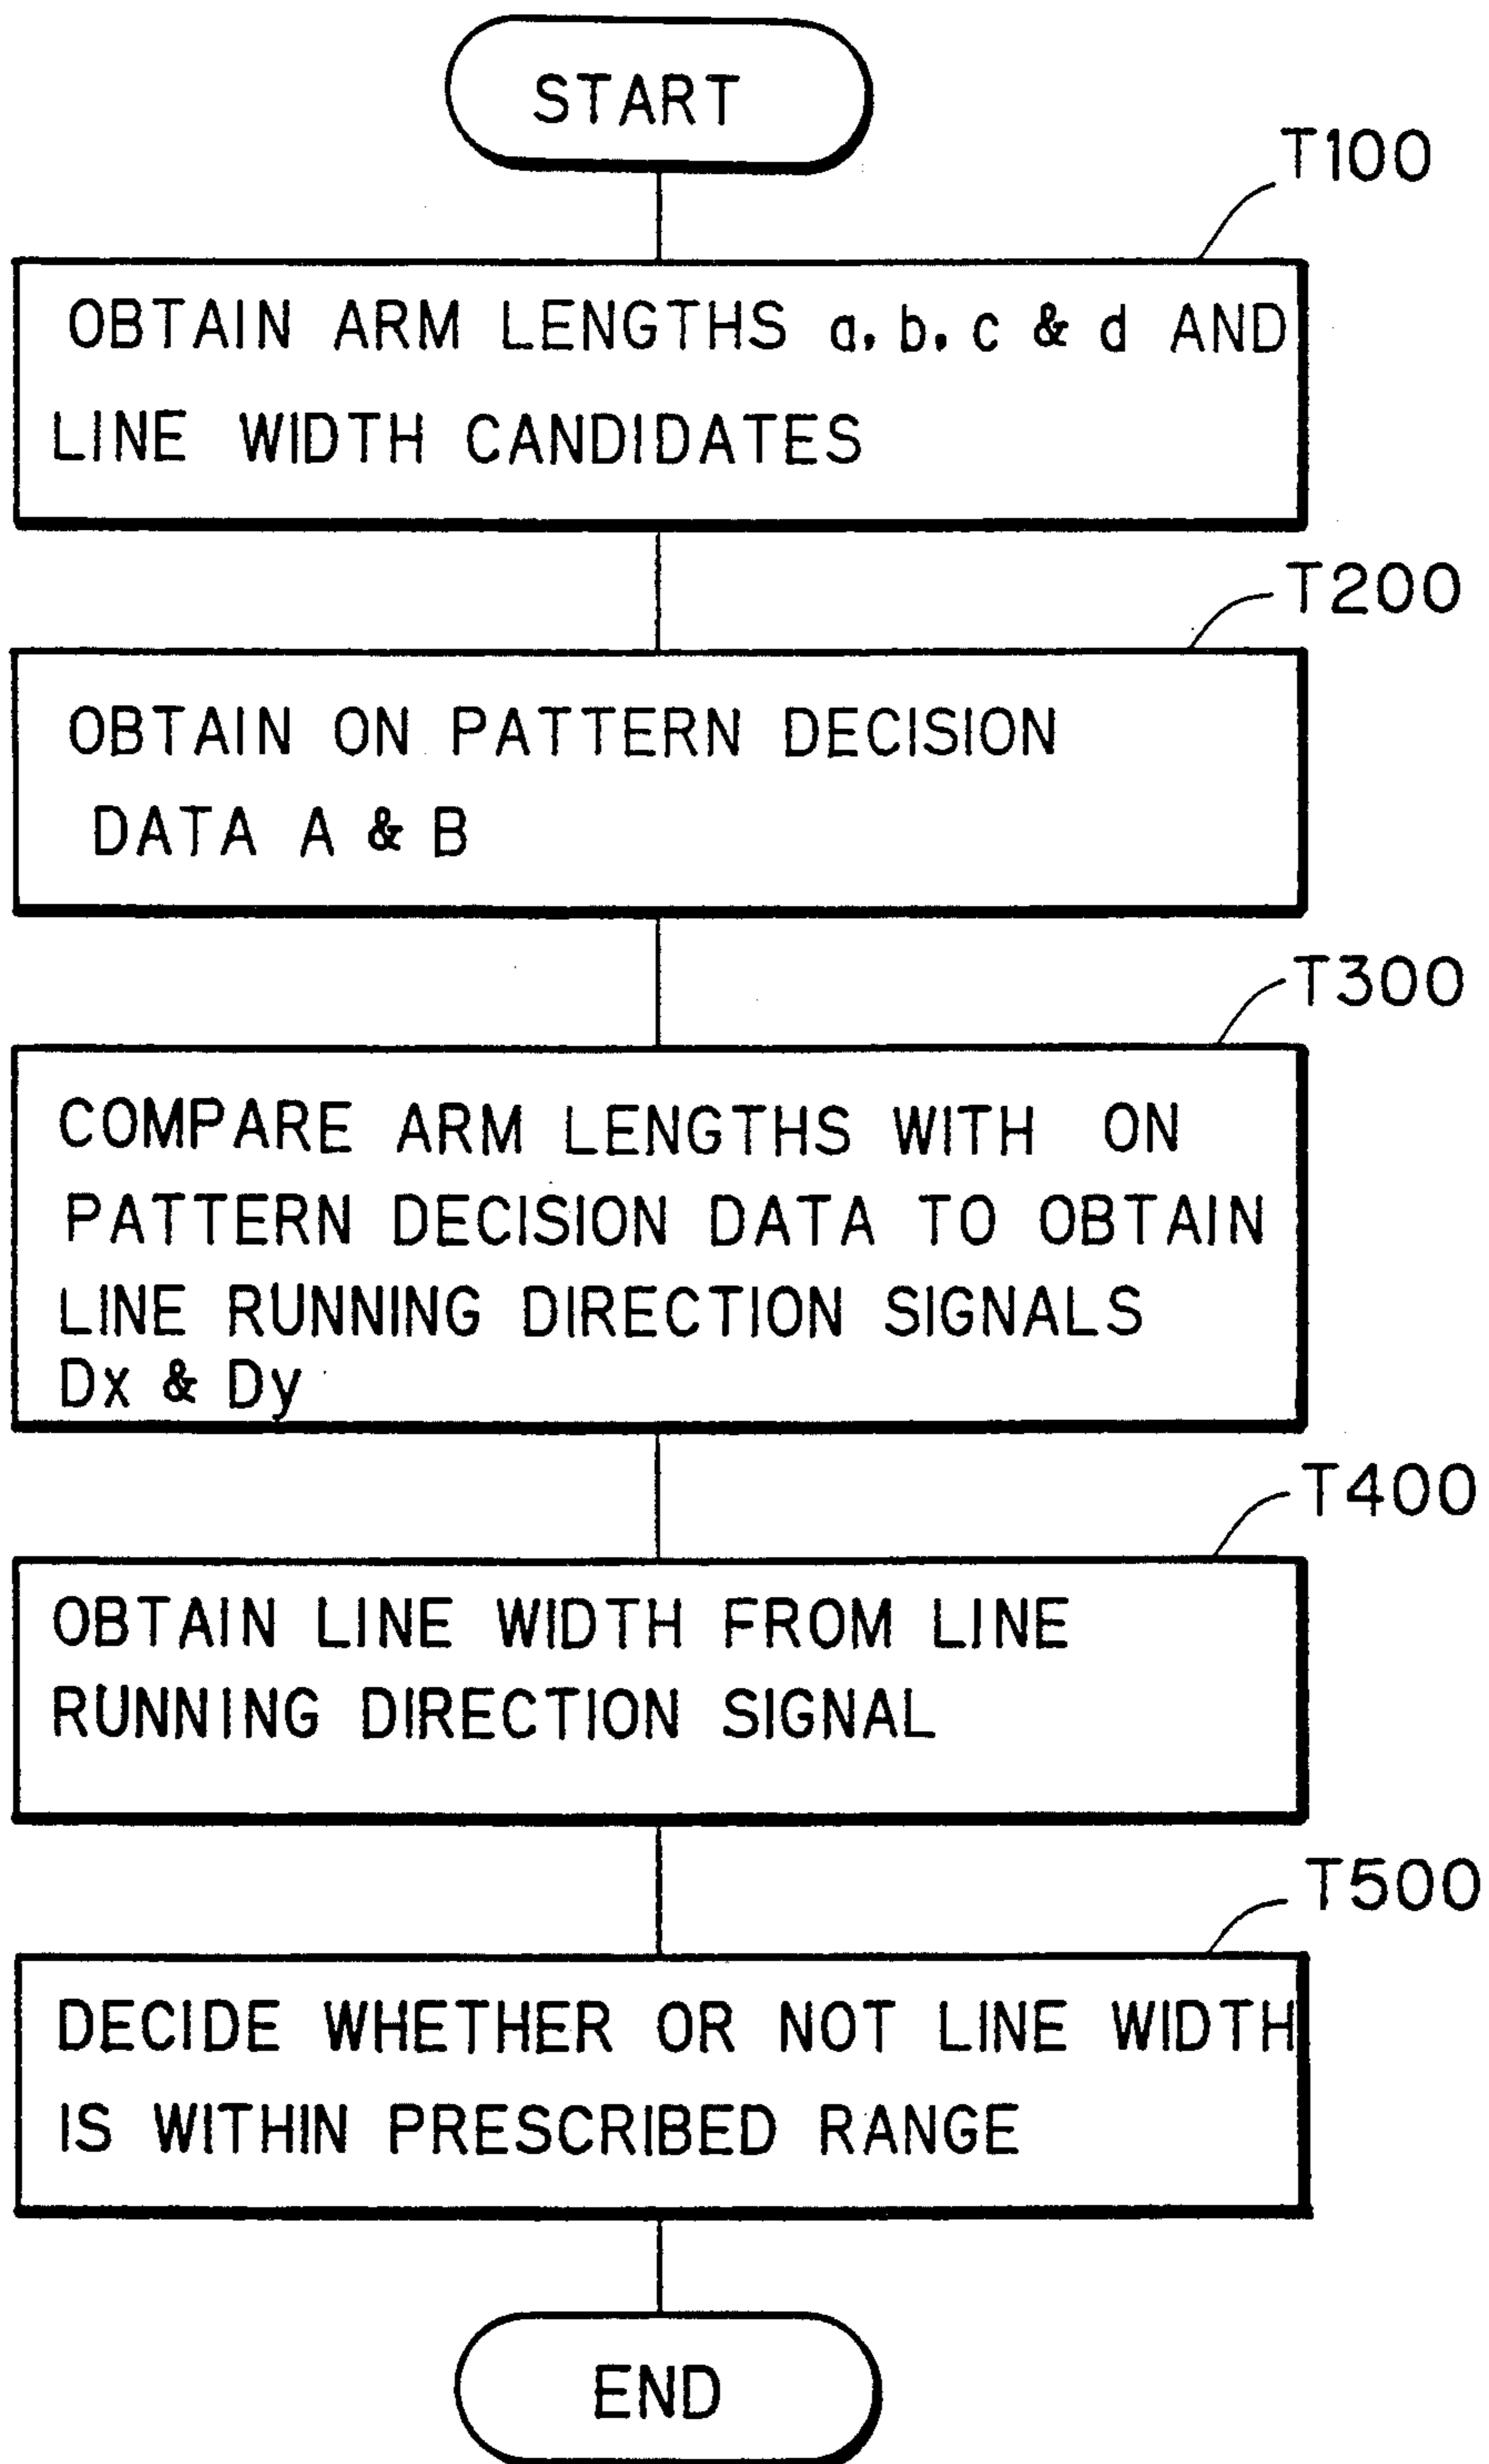 START
T100
OBTAIN ARM LENGTHS a, b, c & d AND
LINE WIDTH CANDIDATES
T200
OBTAIN ON PATTERN DECISION
DATA A & B
T300
COMPARE ARM LENGTHS WITH ON
PATTERN DECISION DATA TO OBTAIN
LINE RUNNING DIRECTION SIGNALS
Dx & Dy
T400
OBTAIN LINE WIDTH FROM LINE
RUNNING DIRECTION SIGNAL
T500
DECIDE WHETHER OR NOT LINE WIDTH
IS WITHIN PRESCRIBED RANGE
END